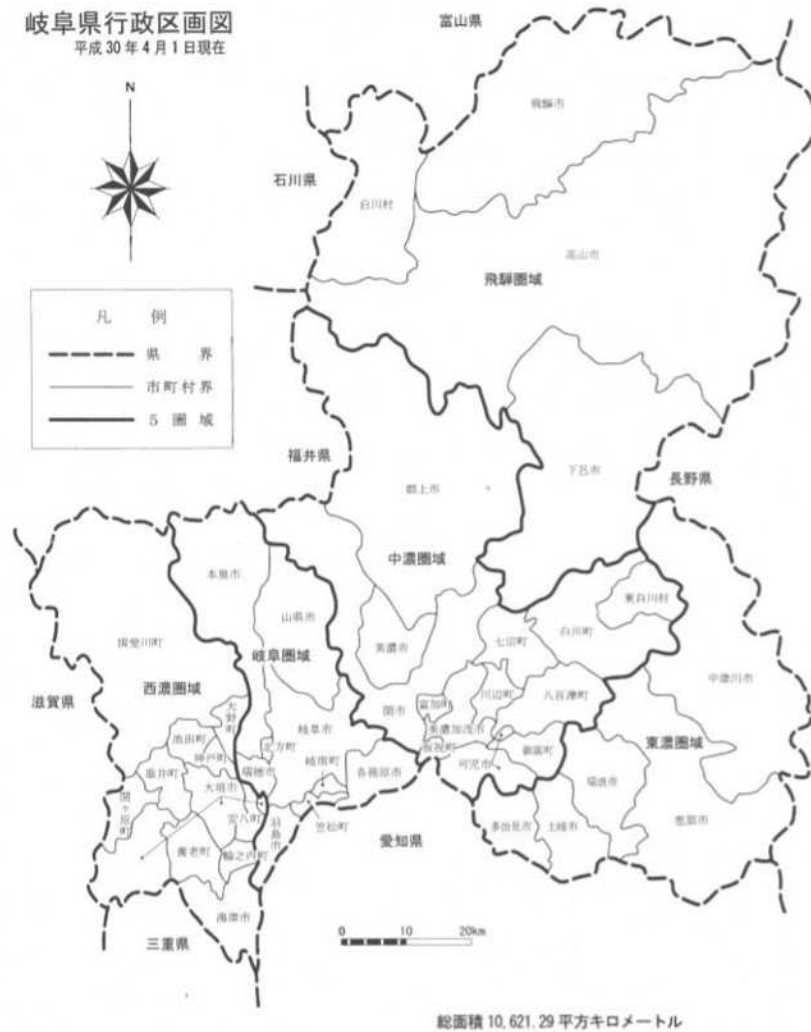 岐阜県行政区画図
平成30年4月1日現在
N
凡　例
県　界
市町村界
5　圏　域
富山県
石川県
飛騨市
白川村
高山市
飛騨圏域
福井県
長野県
下呂市
郡上市
中濃圏域
本巣市
山県市
岐阜圏域
東白川村
白川町
七宗町
美濃市
揖斐川町
滋賀県
西濃圏域
中津川市
東濃圏域
大野町
池田町
神戸町
岐阜市
北方町
関市
富加町
川辺町
八百津町
美濃加茂市
坂祝町
御嵩町
可児市
垂井町
関ヶ原町
大垣市
瑞穂市
岐南町
各務原市
安八町
羽島市
笠松町
愛知県
瑞浪市
恵那市
多治見市
土岐市
養老町
輪之内町
海津市
三重県
0　10　20km
総面積 10,621.29 平方キロメートル